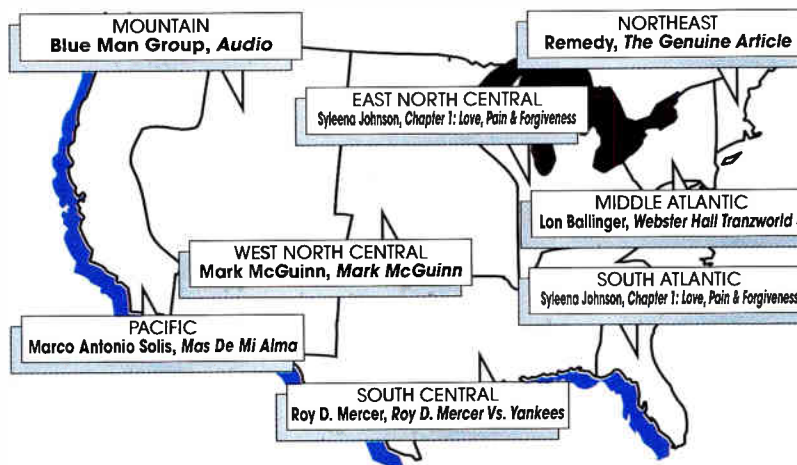 MOUNTAIN
Blue Man Group, Audio
NORTHEAST
Remedy, The Genuine Article
EAST NORTH CENTRAL
Syleena Johnson, Chapter 1: Love, Pain & Forgiveness
MIDDLE ATLANTIC
Lon Ballinger, Webster Hall Tranzworld
WEST NORTH CENTRAL
Mark McGuinn, Mark McGuinn
SOUTH ATLANTIC
Syleena Johnson, Chapter 1: Love, Pain & Forgiveness
PACIFIC
Marco Antonio Solis, Mas De Mi Alma
SOUTH CENTRAL
Roy D. Mercer, Roy D. Mercer Vs. Yankees